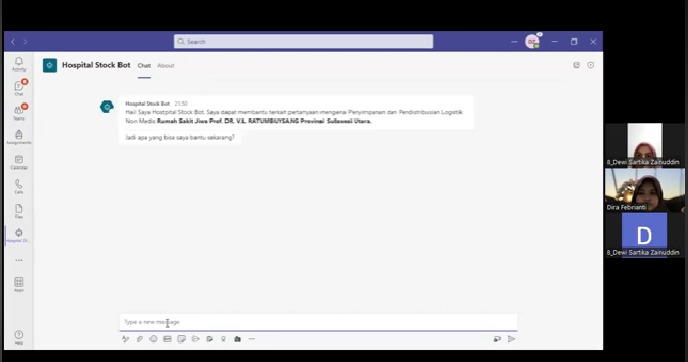 Search
DZ
Hospital Stock Bot Chat About
Activity
Chat
Teams
Assignments
Calendar
Calls
Files
Hospital St...
Apps
Help
Hospital Stock Bot 21:50
Hai! Saya Hostpital Stock Bot. Saya dapat membantu terkait pertanyaan mengenai Penyimpanan dan Pendistribusian Logistik
Non Medis Rumah Sakit Jiwa Prof. DR. V.L. RATUMBUYSANG Provinsi Sulawesi Utara.
Jadi apa yang bisa saya bantu sekarang?
Type a new message
8_Dewi Sartika Zainuddin
Dira Febrianti
D
8_Dewi Sartika Zainuddin